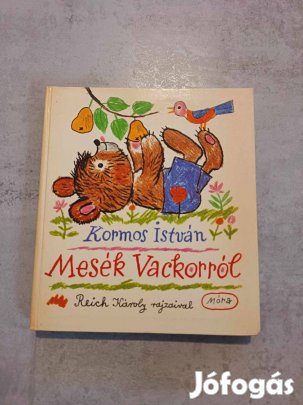 Kormos István
Mesék Vackorról
Reich Károly rajzaival
MÓRA
Jófogás